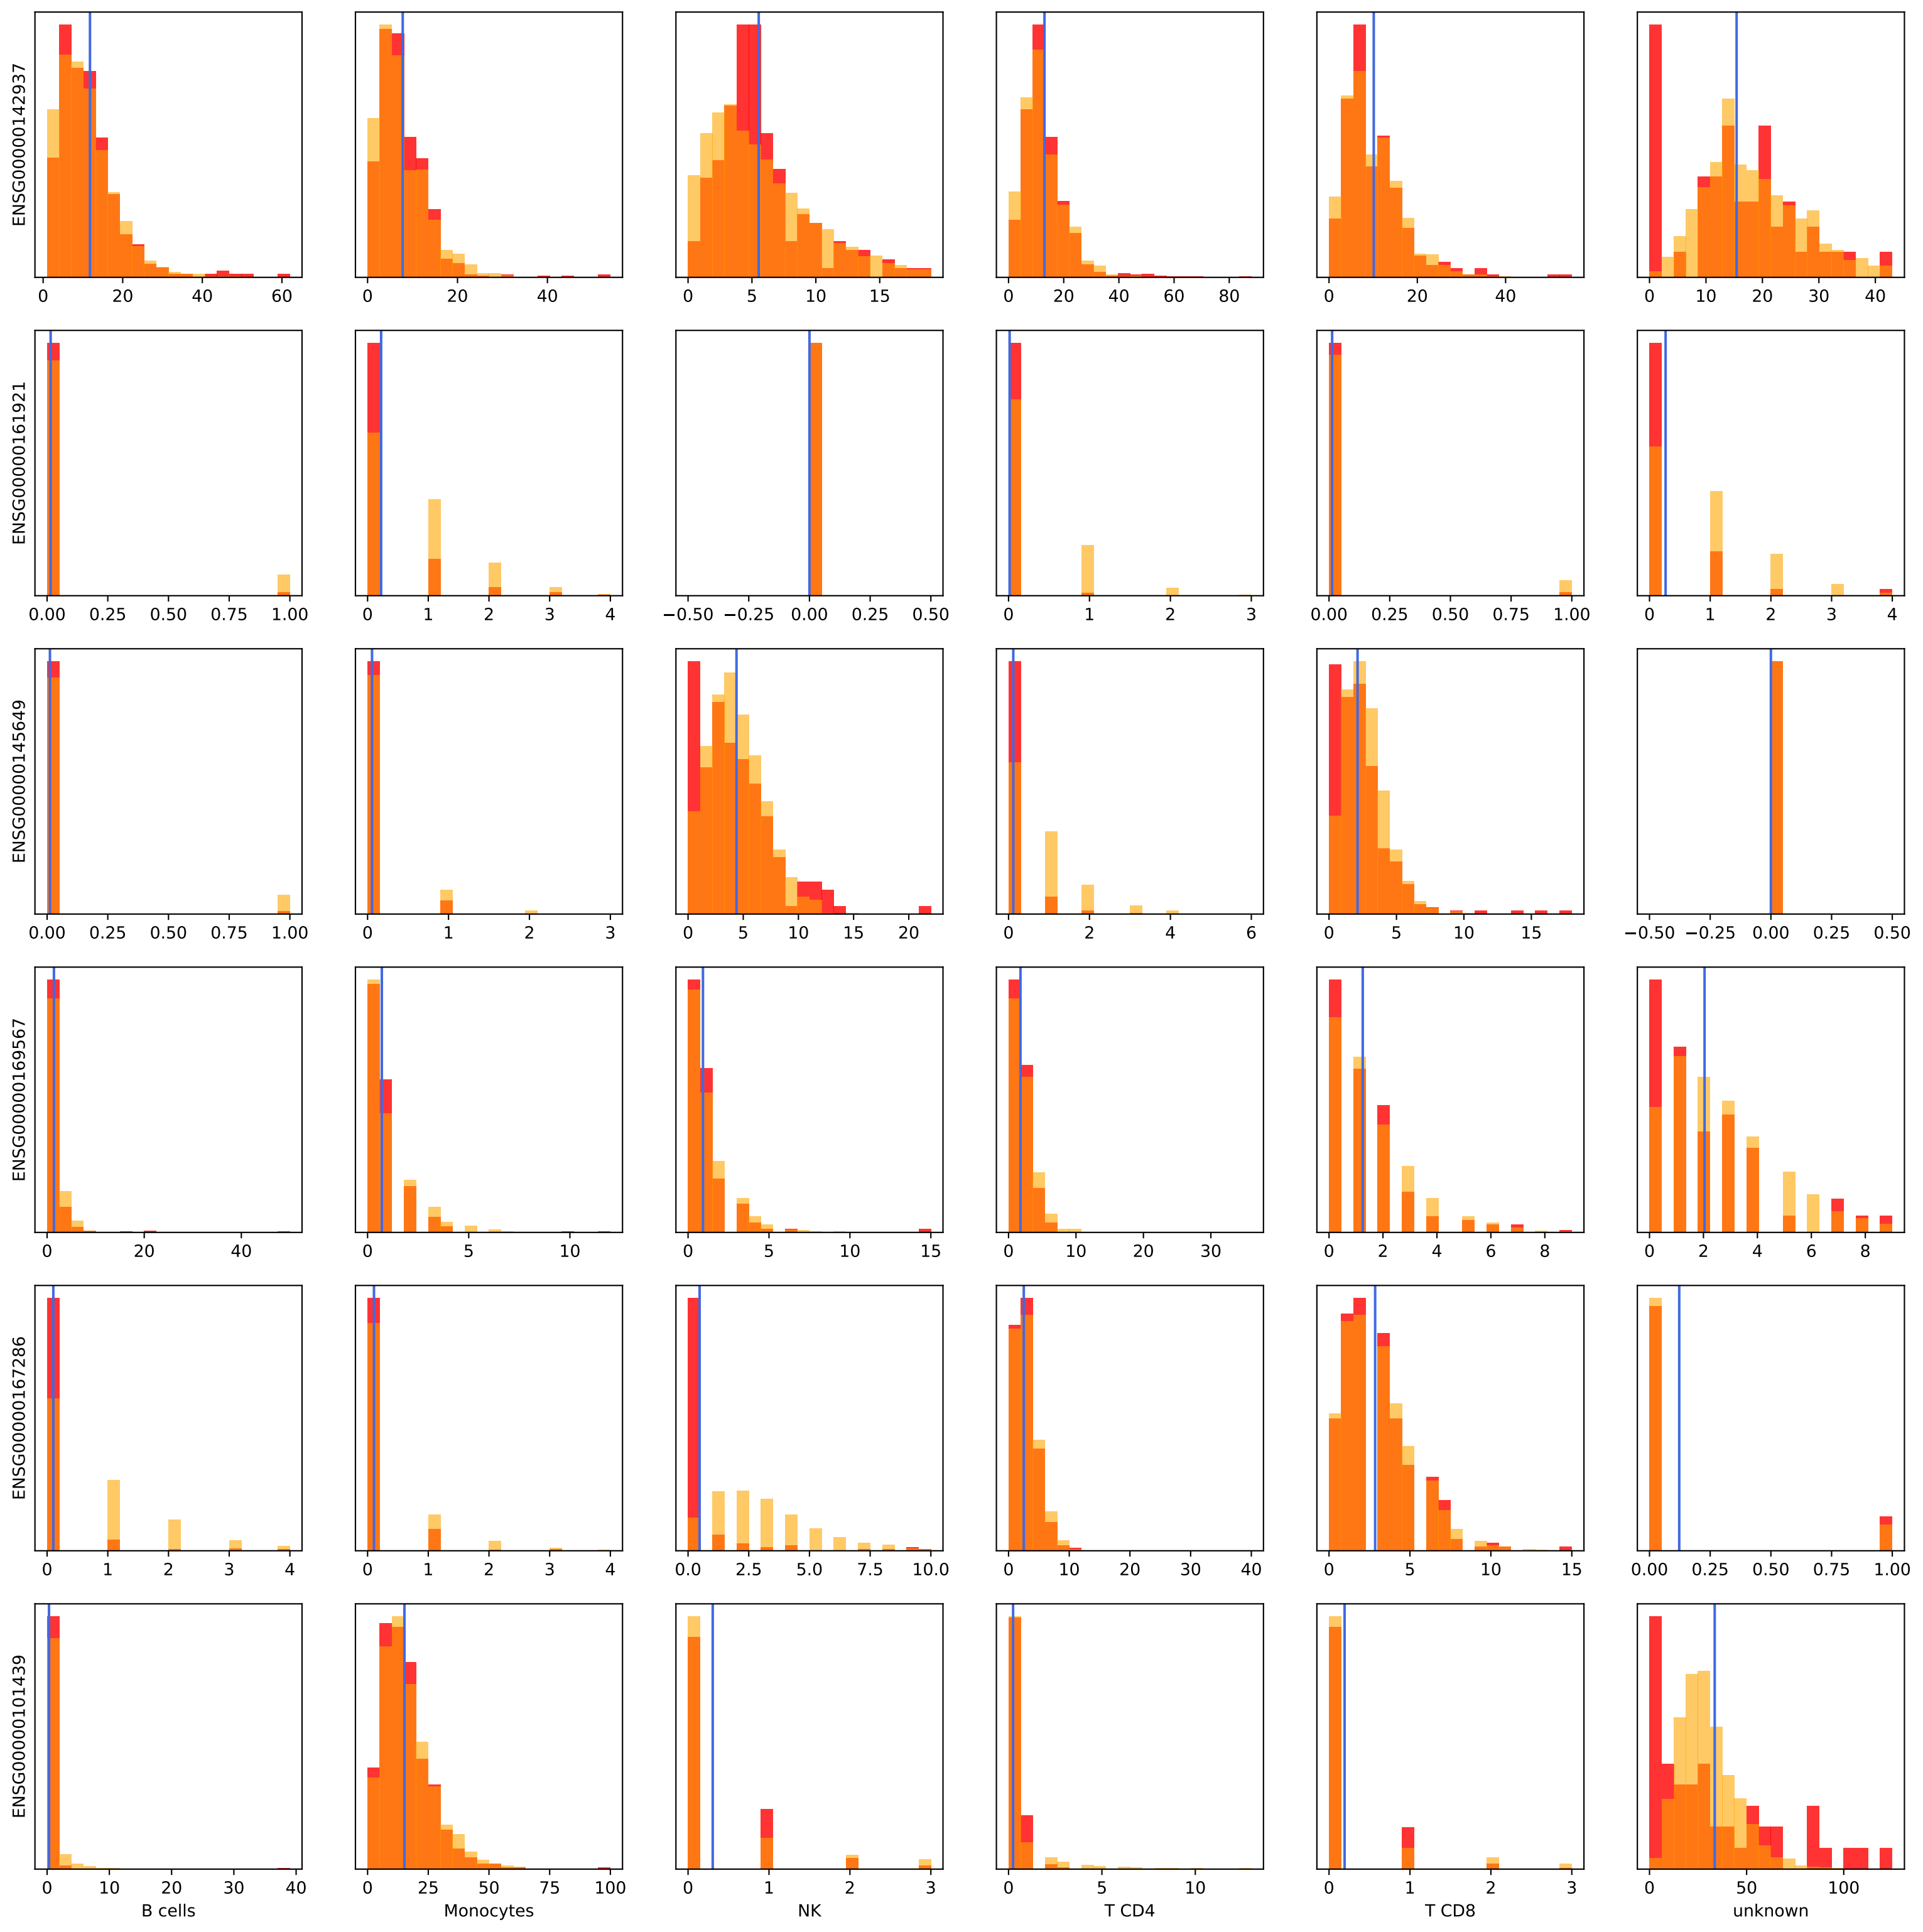 ENSG00000142937
0 20 40 60
0 20 40
0 5 10 15
0 20 40 60 80
0 20 40
0 10 20 30 40
ENSG00000161921
0.00 0.25 0.50 0.75 1.00
0 1 2 3 4
−0.50 −0.25 0.00 0.25 0.50
0 1 2 3
0.00 0.25 0.50 0.75 1.00
0 1 2 3 4
ENSG00000145649
0.00 0.25 0.50 0.75 1.00
0 1 2 3
0 5 10 15 20
0 2 4 6
0 5 10 15
−0.50 −0.25 0.00 0.25 0.50
ENSG00000169567
0 20 40
0 5 10
0 5 10 15
0 10 20 30
0 2 4 6 8
0 2 4 6 8
ENSG00000167286
0 1 2 3 4
0 1 2 3 4
0.0 2.5 5.0 7.5 10.0
0 10 20 30 40
0 5 10 15
0.00 0.25 0.50 0.75 1.00
ENSG00000101439
0 10 20 30 40
0 25 50 75 100
0 1 2 3
0 5 10
0 1 2 3
0 50 100
B cells
Monocytes
NK
T CD4
T CD8
unknown